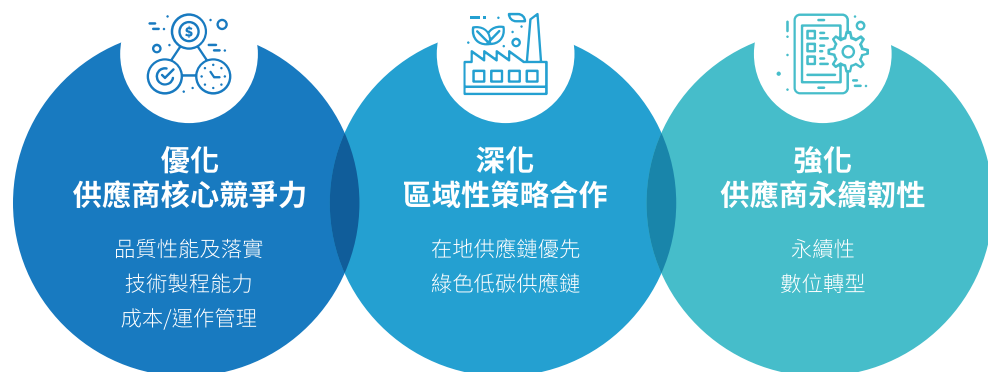 優化
供應商核心競爭力
品質性能及落實
技術製程能力
成本/運作管理
深化
區域性策略合作
在地供應鏈優先
綠色低碳供應鏈
強化
供應商永續韌性
永續性
數位轉型